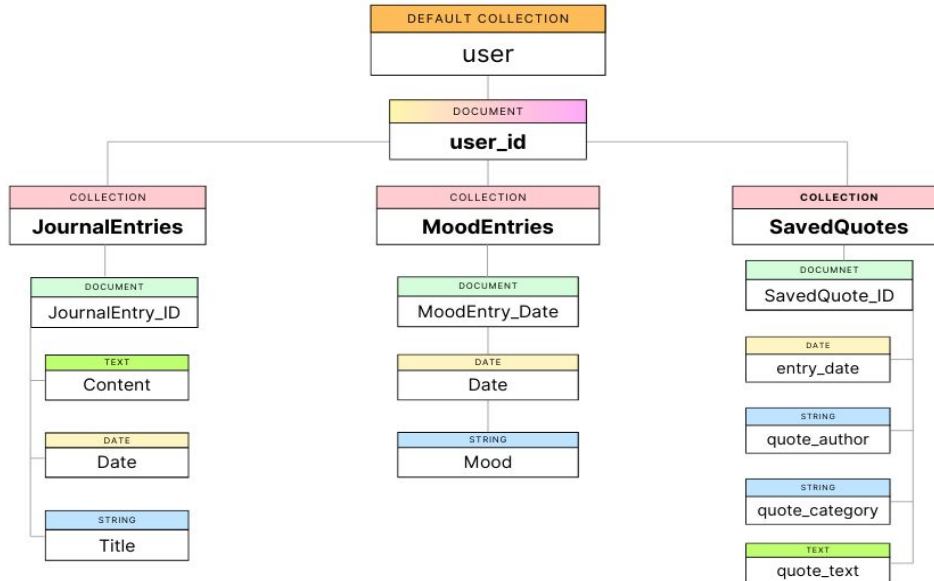 DEFAULT COLLECTION
user
DOCUMENT
user_id
COLLECTION
JournalEntries
DOCUMENT
JournalEntry_ID
TEXT
Content
DATE
Date
STRING
Title
COLLECTION
MoodEntries
DOCUMENT
MoodEntry_Date
DATE
Date
STRING
Mood
COLLECTION
SavedQuotes
DOCUMNET
SavedQuote_ID
DATE
entry_date
STRING
quote_author
STRING
quote_category
TEXT
quote_text